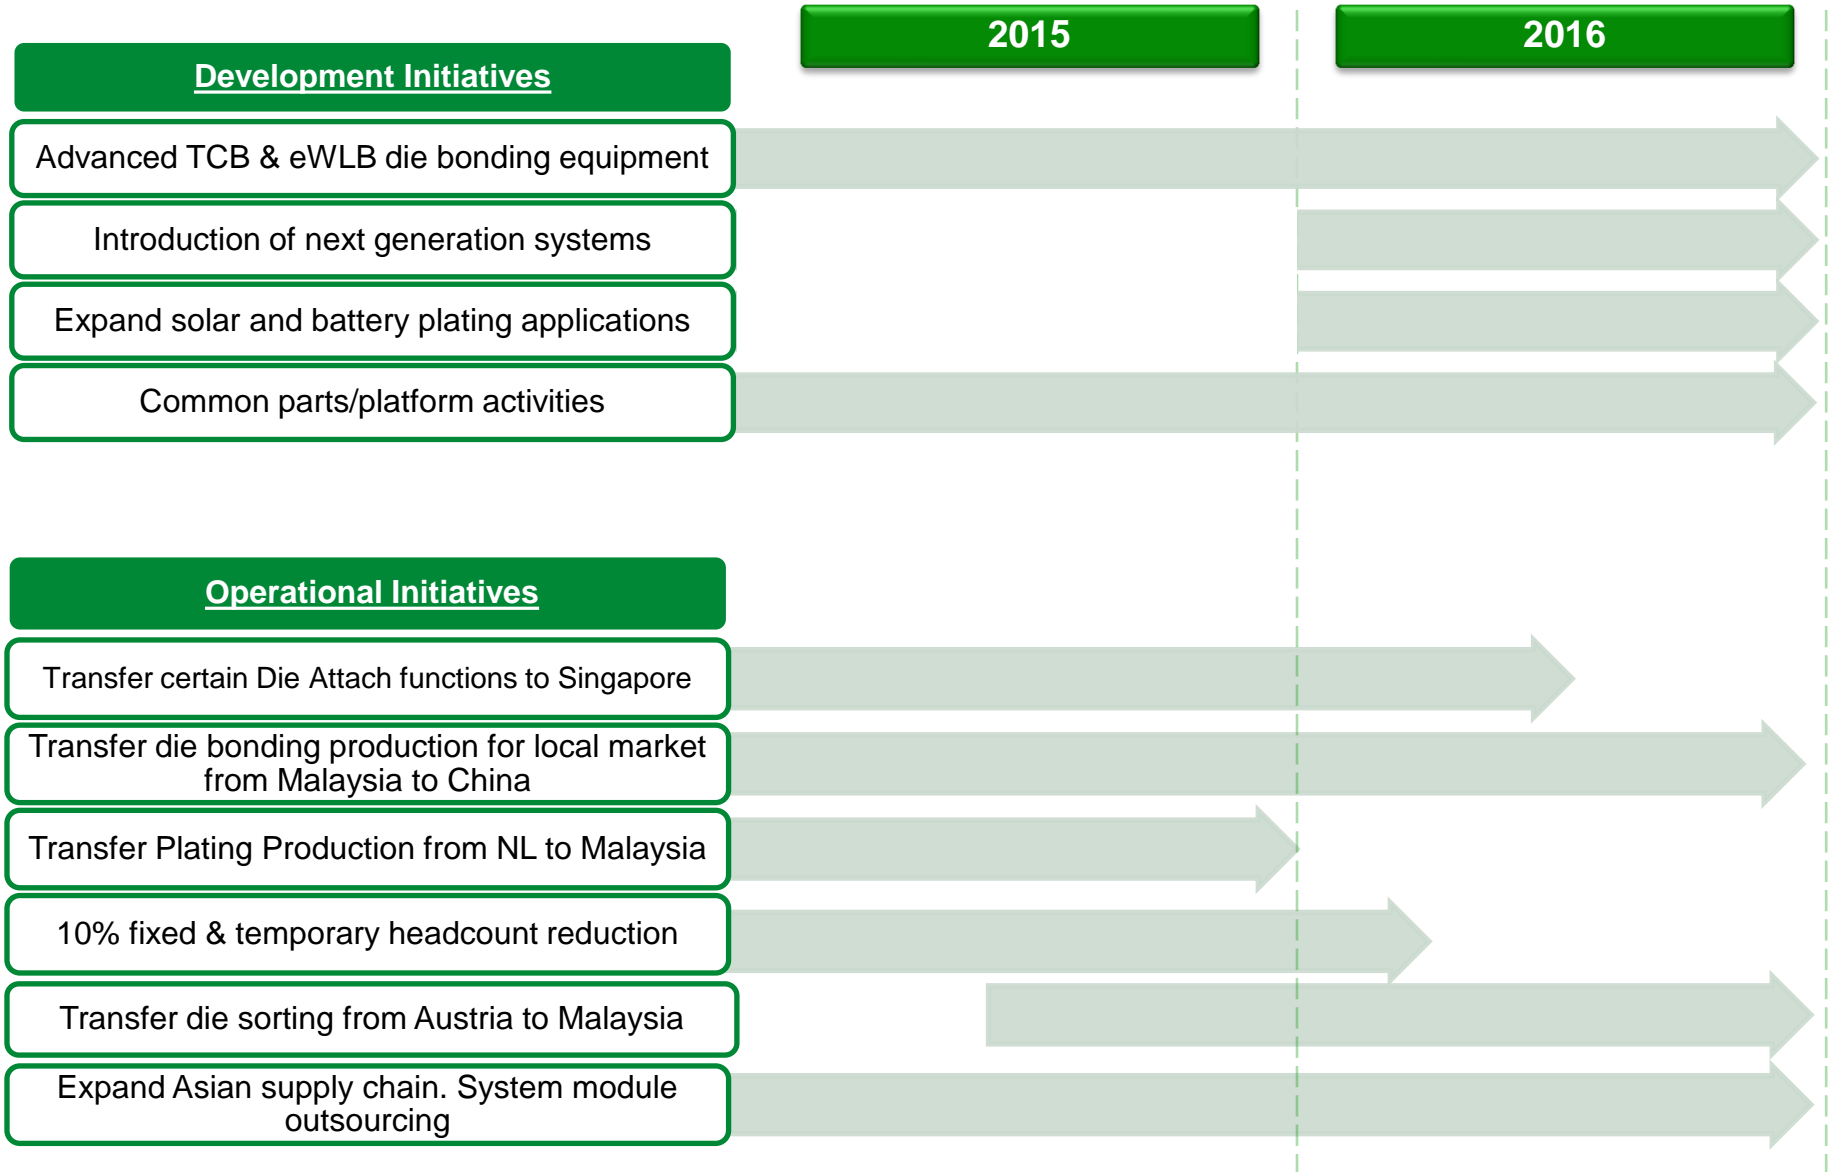 2015
2016
Development Initiatives
Advanced TCB & eWLB die bonding equipment
Introduction of next generation systems
Expand solar and battery plating applications
Common parts/platform activities
Operational Initiatives
Transfer certain Die Attach functions to Singapore
Transfer die bonding production for local market
from Malaysia to China
Transfer Plating Production from NL to Malaysia
10% fixed & temporary headcount reduction
Transfer die sorting from Austria to Malaysia
Expand Asian supply chain. System module
outsourcing